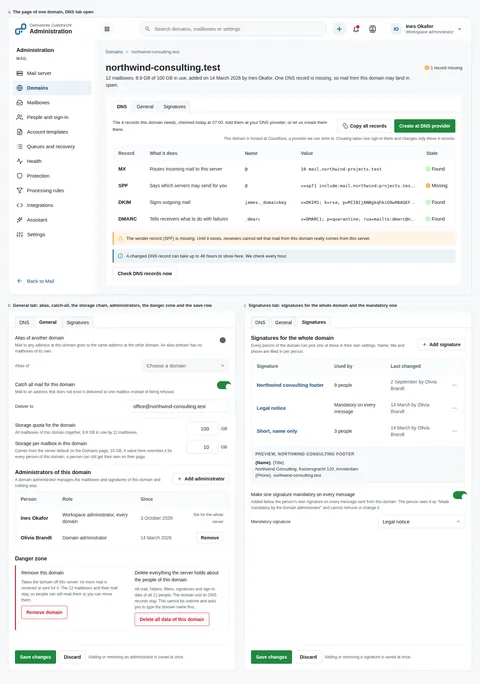 a The page of one domain, DNS tab open
Gemeente Zuiderzicht
Administration
Search domains, mailboxes or settings
IO
Ines Okafor
Workspace administrator
Administration
MAIL
Mail server
Domains
Mailboxes
People and sign-in
Account templates
Queues and recovery
Health
Protection
Processing rules
Integrations
Assistant
Settings
Back to Mail
Domains › northwind-consulting.test
northwind-consulting.test
1 record missing
12 mailboxes, 8.8 GB of 100 GB in use, added on 14 March 2026 by Ines Okafor. One DNS record is missing, so mail from this domain may land in
spam.
DNS
General
Signatures
The 4 records this domain needs, checked today at 07:00. Add them at your DNS provider, or let us create them
there.
Copy all records
Create at DNS provider
This domain is hosted at Cloudflare, a provider we can write to. Creating takes one sign-in there and changes only these 4 records.
Record What it does Name Value State
MX Routes incoming mail to this server @ 10 mail.northwind-projects.test Found
SPF Says which servers may send for you @ v=spf1 include:mail.northwind-projects.tes… Missing
DKIM Signs outgoing mail james._domainkey Found
DMARC Tells receivers what to do with failures _dmarc v=DMARC1; p=quarantine; rua=mailto:dmarc@n… Found
The sender record (SPF) is missing. Until it exists, receivers cannot tell that mail from this domain really comes from this server.
A changed DNS record can take up to 48 hours to show here. We check every hour.
Check DNS records now
b General tab: alias, catch-all, the storage chain, administrators, the danger zone and the save row
DNS
General
Signatures
Alias of another domain
Mail to any address at this domain goes to the same address at the other domain. An alias domain has no
mailboxes of its own.
Alias of
Choose a domain
Catch all mail for this domain
Mail to an address that does not exist is delivered to one mailbox instead of being refused.
Deliver to
office@northwind-consulting.test
Storage quota for the domain
All mailboxes of this domain together. 8.8 GB in use by 12 mailboxes.
100 GB
Storage per mailbox in this domain
Comes from the server default on the Domains page, 10 GB. A value here overrides it for
every person of this domain; a person can still get their own on their page.
10 GB
Administrators of this domain
A domain administrator manages the mailboxes and signatures of this domain and
nothing else.
Add administrator
Person Role Since
Ines Okafor Workspace administrator, every domain 3 October 2026 Set for the whole server
Olivia Brandt Domain administrator 14 March 2026 Remove
Danger zone
Remove this domain
Takes the domain off this server: no more mail is
received or sent for it. The 12 mailboxes and their mail
stay, so people can still read them or you can move
them.
Remove domain
Delete everything the server holds about
the people of this domain
All mail, folders, filters, signatures and sign-in
data of all 12 people. The domain and its DNS
records stay. This cannot be undone and asks
you to type the domain name first.
Delete all data of this domain
Save changes
Discard
Adding or removing an administrator is saved at once.
c Signatures tab: signatures for the whole domain and the mandatory one
DNS
General
Signatures
Signatures for the whole domain
Every person of the domain can pick one of these in their own settings. Name, title and
phone are filled in per person.
Add signature
Signature Used by Last changed
Northwind consulting footer 9 people 2 September by Olivia Brandt
Legal notice Mandatory on every message 14 March by Olivia Brandt
Short, name only 3 people 14 March by Olivia Brandt
PREVIEW, NORTHWIND CONSULTING FOOTER
{Name}, {Title}
Northwind Consulting, Keizersgracht 120, Amsterdam
{Phone}, northwind-consulting.test
Make one signature mandatory on every message
Added below the person's own signature on every message sent from this domain. The person sees it as "Made
mandatory by the domain administrator" and cannot remove or change it.
Mandatory signature
Legal notice
Save changes
Discard
Adding or removing a signature is saved at once.